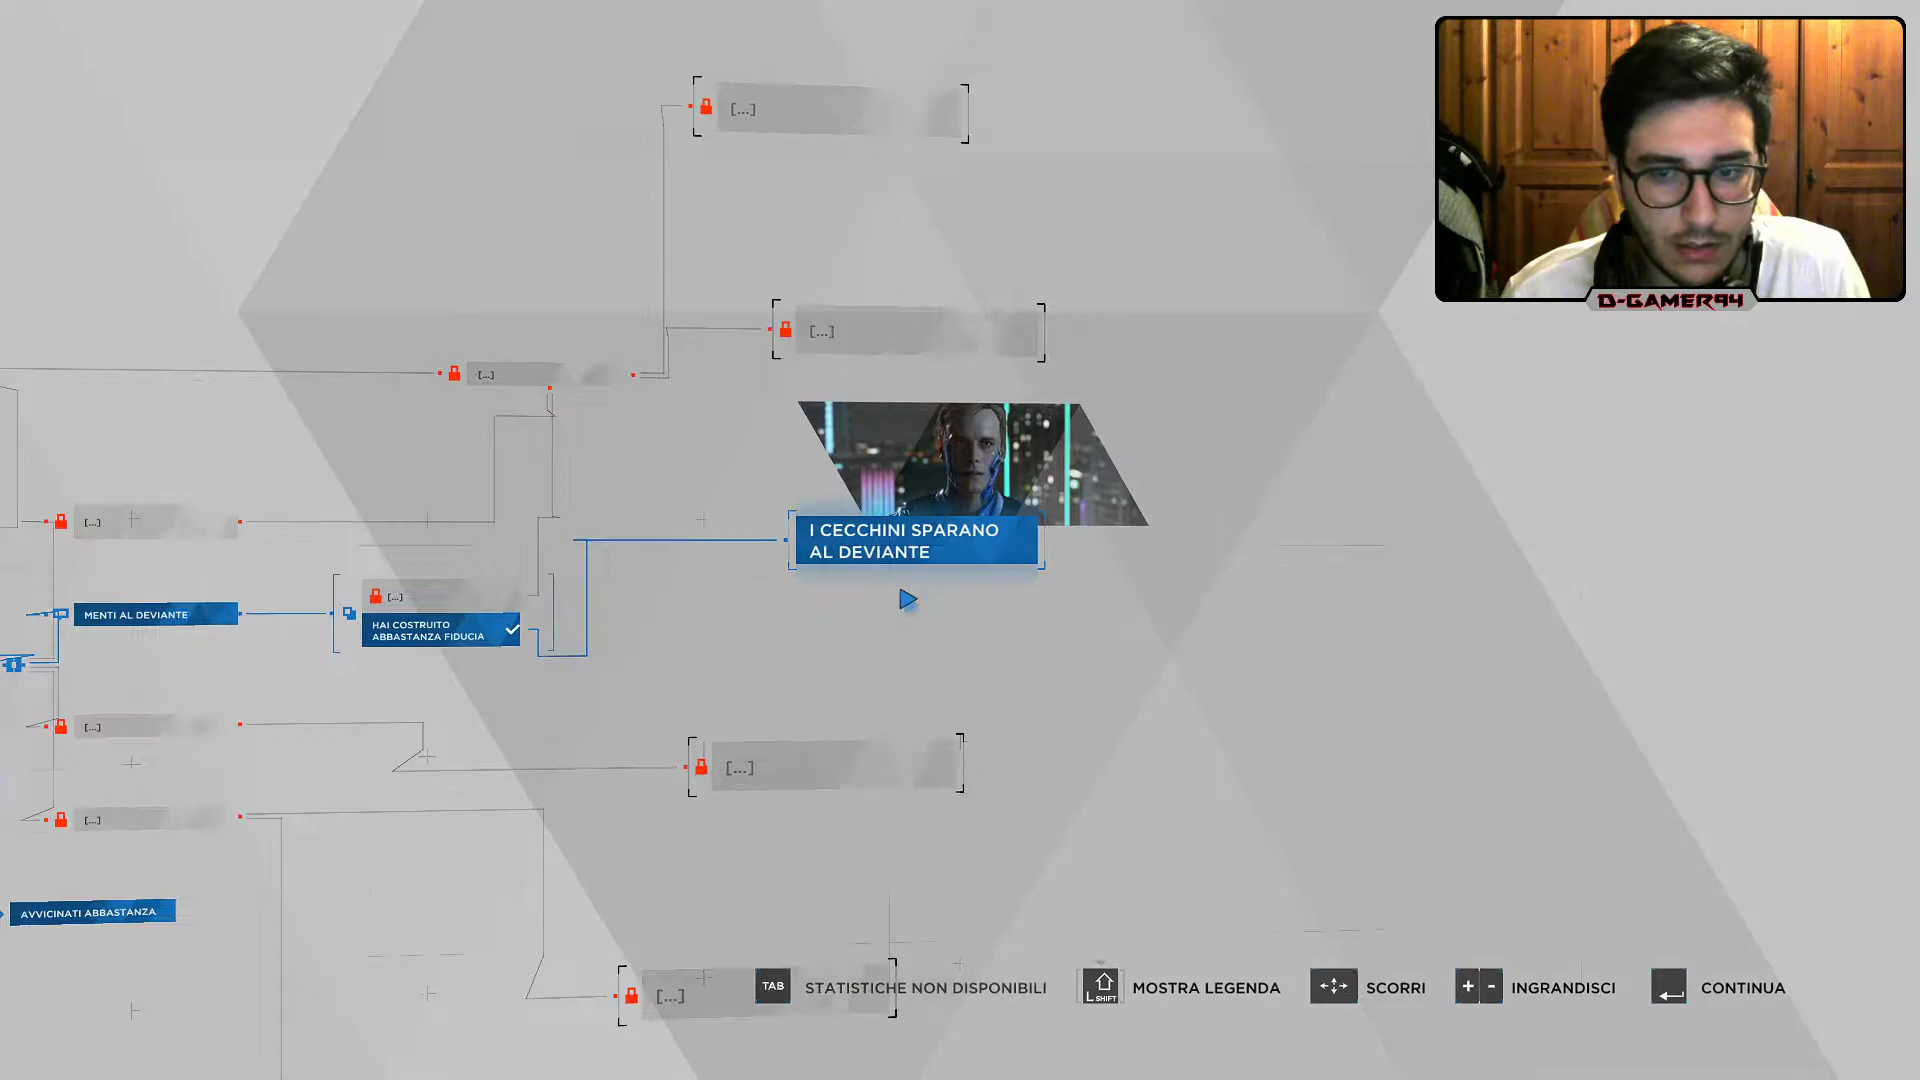 [...]
D-GAMER94
[...]
[...]
[...]
I CECCHINI SPARANO
AL DEVIANTE
[...]
MENTI AL DEVIANTE
HAI COSTRUITO
ABBASTANZA FIDUCIA
[...]
[...]
[...]
AVVICINATI ABBASTANZA
[...]
TAB STATISTICHE NON DISPONIBILI
L SHIFT MOSTRA LEGENDA
SCORRI
+ - INGRANDISCI
CONTINUA